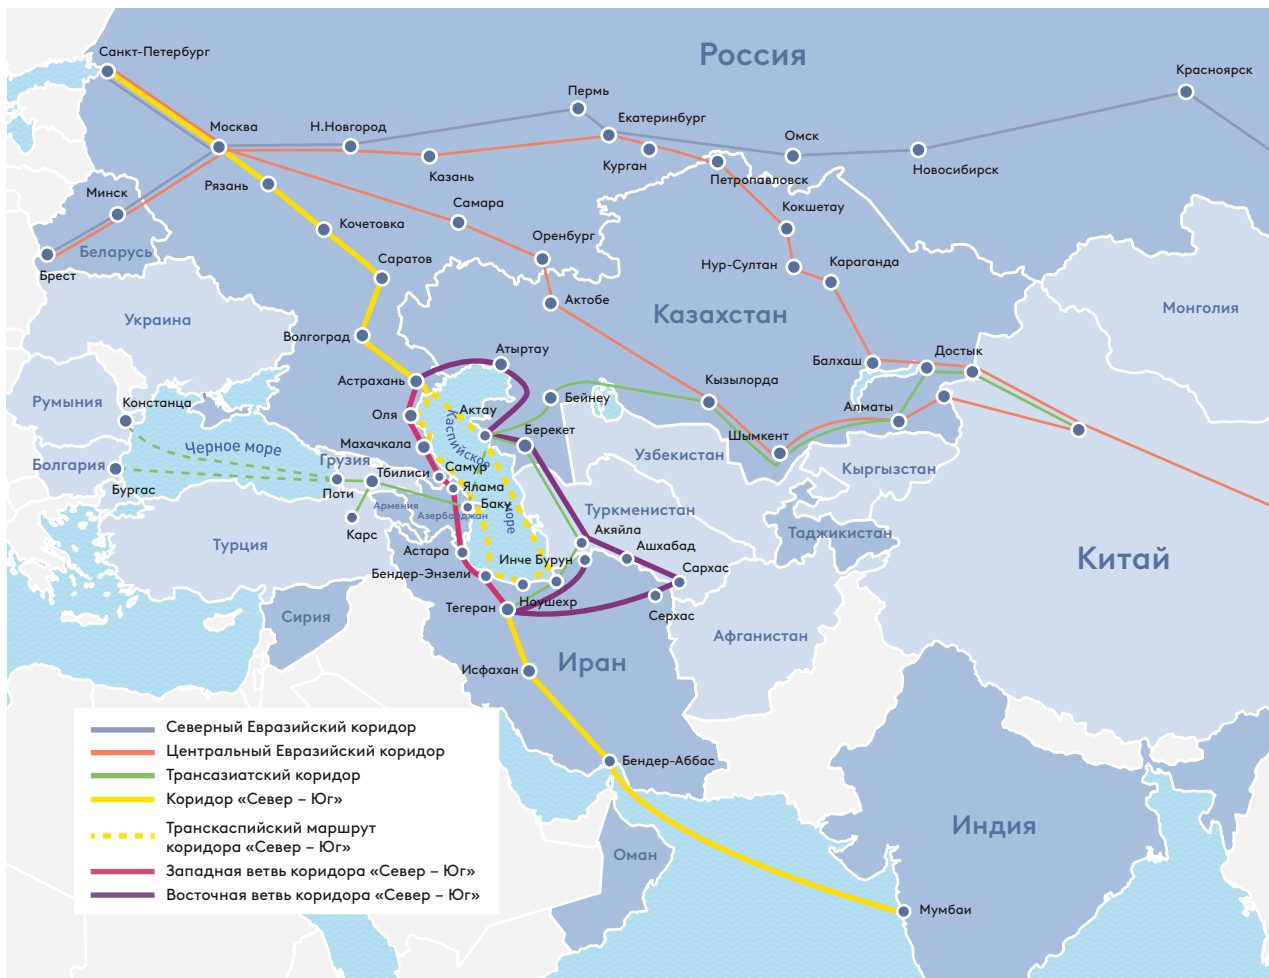 Санкт-Петербург
Россия
Красноярск
Пермь
Екатеринбург
Москва
Н.Новгород
Омск
Казань
Курган
Петропавловск
Новосибирск
Рязань
Минск
Самара
Кокшетау
Кочетовка
Оренбург
Беларусь
Брест
Саратов
Нур-Султан
Караганда
Актобе
Монголия
Украина
Казахстан
Волгоград
Атыртау
Балхаш
Достык
Астрахань
Кызылорда
Румыния
Констанца
Бейнеу
Оля
Актау
Алматы
Каспийское
море
Черное море
Махачкала
Берекет
Шымкент
Узбекистан
Болгария
Грузия
Тбилиси
Самур
Кыргызстан
Бургас
Поти
Ялама
Армения
Азербайджан
Баку
Туркменистан
Карс
Акяйла
Таджикистан
Турция
Астара
Инче Бурун
Ашхабад
Китай
Бендер-Энзели
Сархас
Сирия
Тегеран
Ноушехр
Серхас
Афганистан
Исфахан
Иран
Бендер-Аббас
Индия
Оман
Мумбаи
Северный Евразийский коридор
Центральный Евразийский коридор
Трансазиатский коридор
Коридор «Север – Юг»
Транскаспийский маршрут
коридора «Север – Юг»
Западная ветвь коридора «Север – Юг»
Восточная ветвь коридора «Север – Юг»